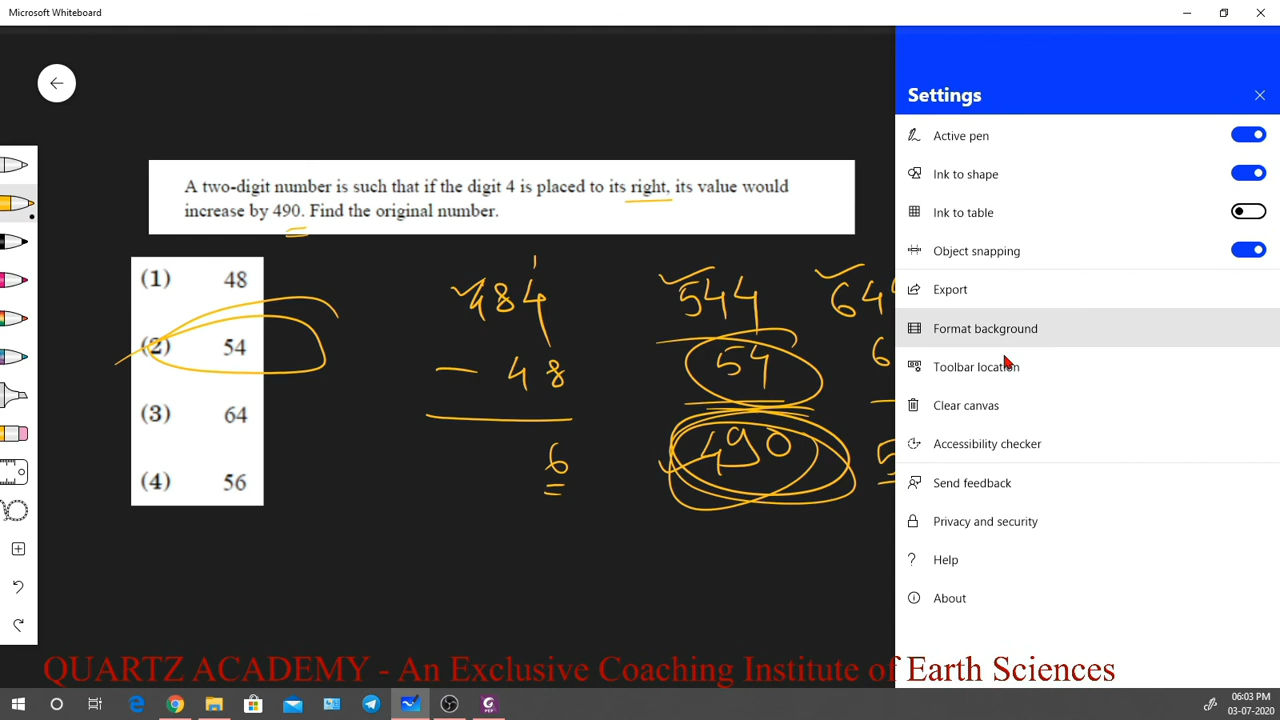 Microsoft Whiteboard
Settings
Active pen
Ink to shape
Ink to table
Object snapping
Export
Format background
Toolbar location
Clear canvas
Accessibility checker
Send feedback
Privacy and security
Help
About
A two-digit number is such that if the digit 4 is placed to its right, its value would
increase by 490. Find the original number.
(1) 48
(2) 54
(3) 64
(4) 56
484
- 48
6
544
54
490
644
6
5
QUARTZ ACADEMY - An Exclusive Coaching Institute of Earth Sciences
06:03 PM
03-07-2020